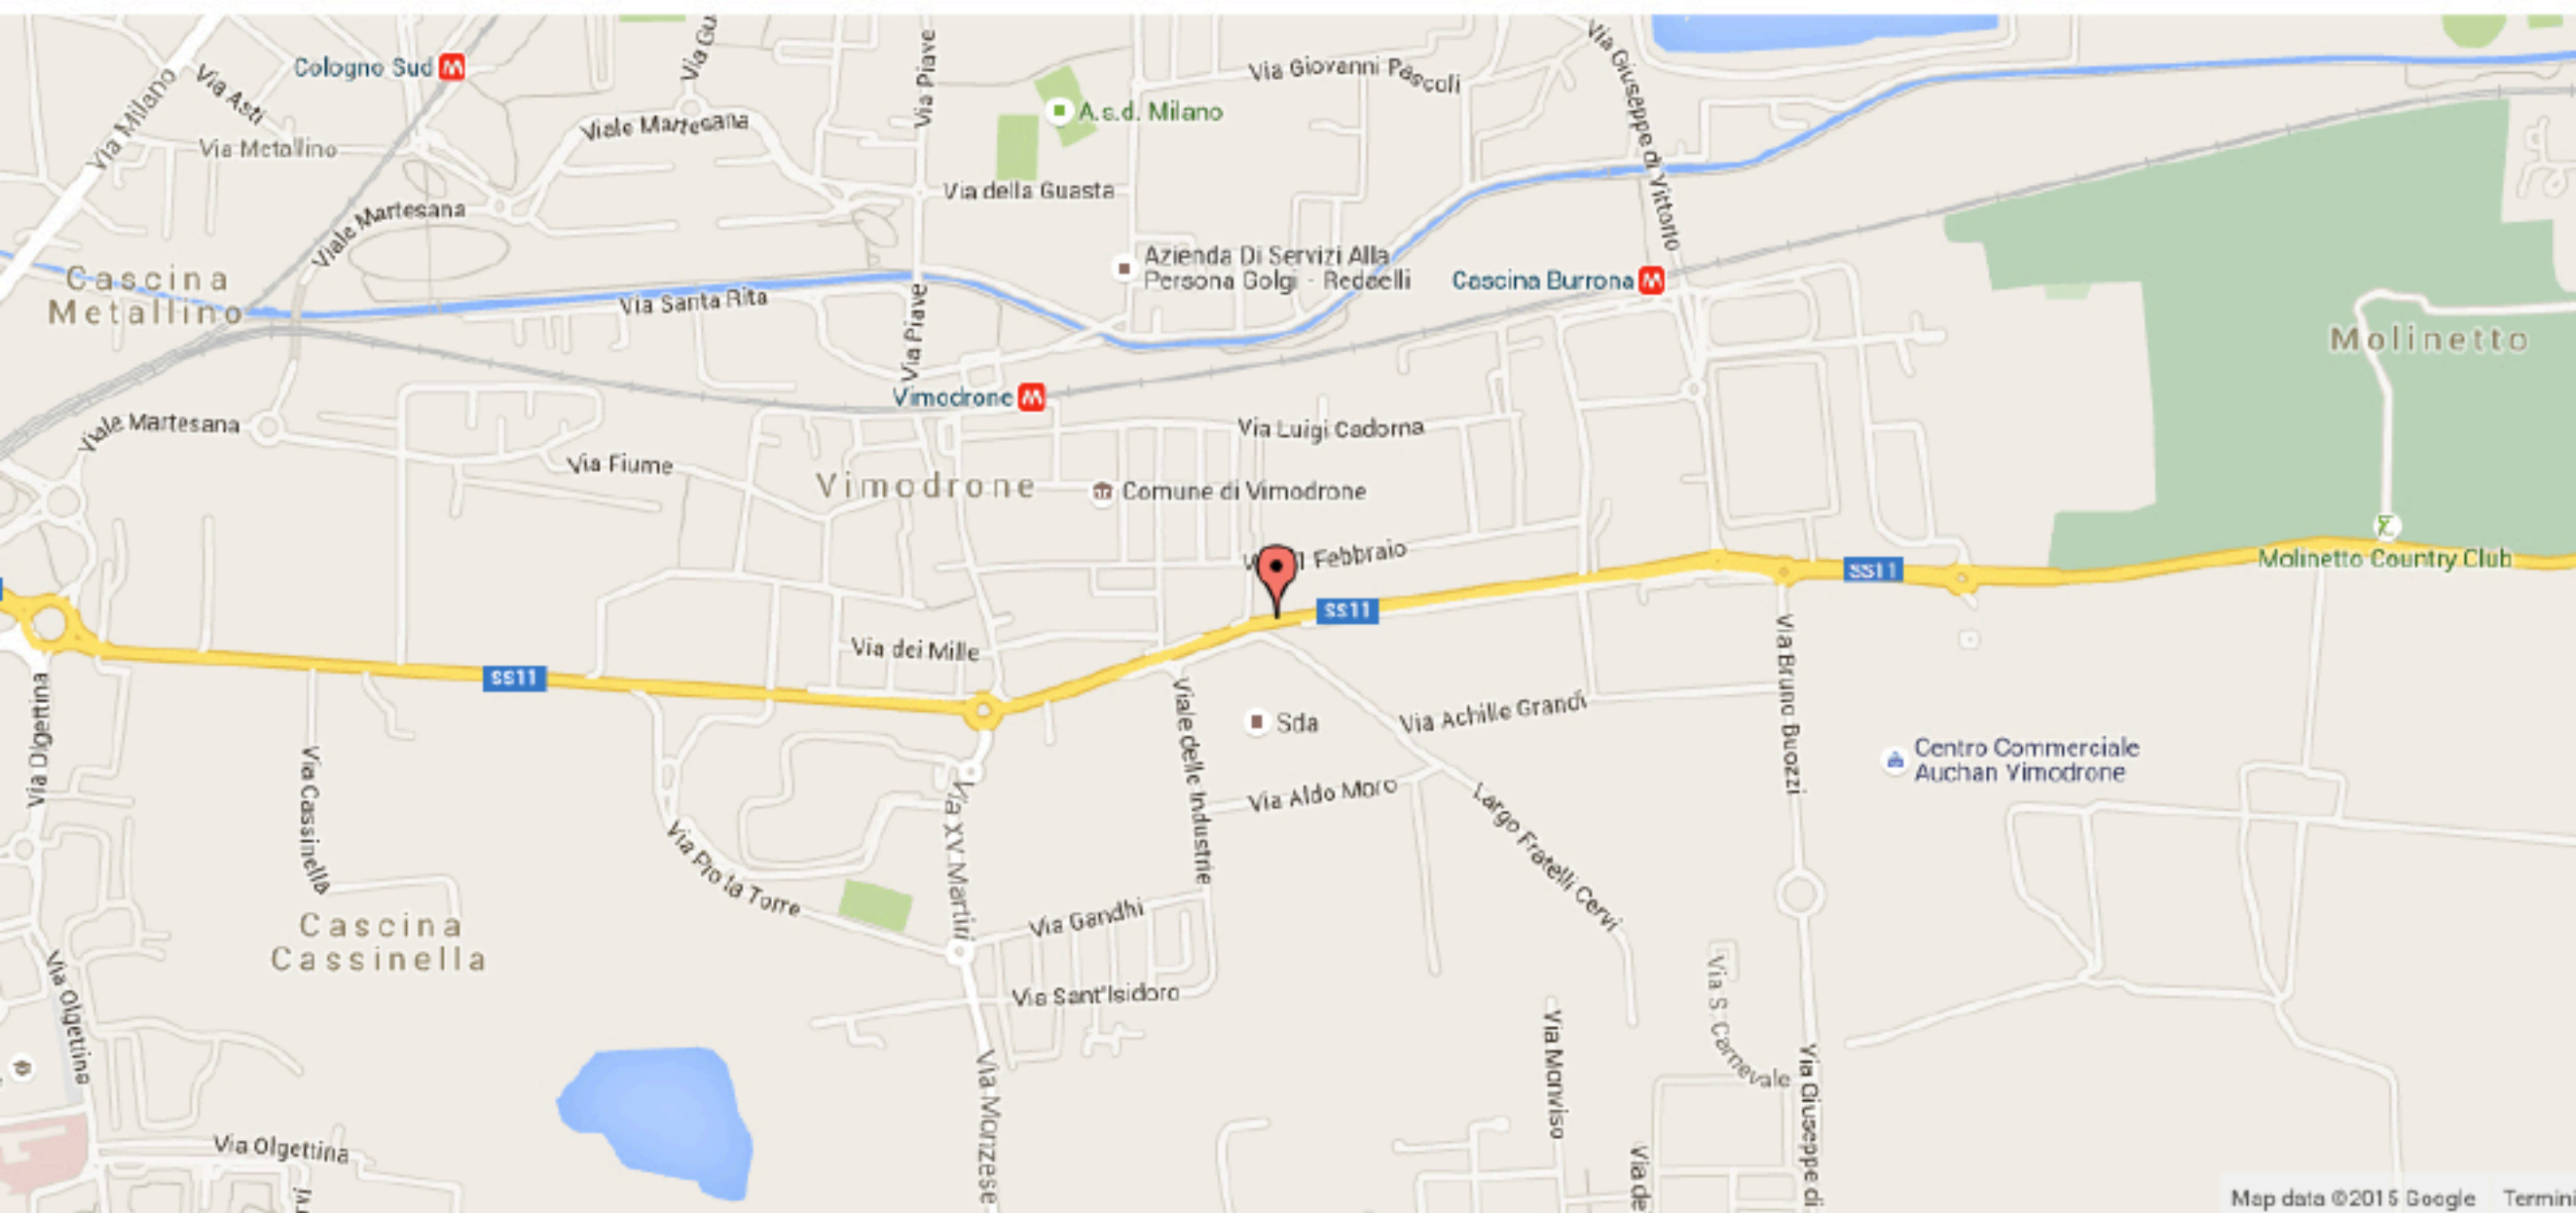 Cologno Sud
Via Milano
Via Asti
Via Metallino
Viale Martesana
Via Gu
Viale Martesana
Via Piave
A.s.d. Milano
Via Giovanni Pascoli
Via Giuseppe di Vittorio
Via della Guasta
Azienda Di Servizi Alla
Persona Golgi - Redaelli
Cascina Burrona
Cascina
Metallino
Via Santa Rita
Via Piave
Molinetto
Vimodrone
Viale Martesana
Via Fiume
Via Luigi Cadorna
Vimodrone
Comune di Vimodrone
Febbraio
SS11
Molinetto Country Club
SS11
Via dei Mille
SS11
Via Olgettina
Via Cassinella
Viale delle Industrie
Sda
Via Achille Grandi
Via Bruno Buozzi
Centro Commerciale
Auchan Vimodrone
Via Aldo Moro
Largo Fratelli Cervi
Via Pio la Torre
Via XV Martiri
Via Gandhi
Cascina
Cassinella
Via Sant'Isidoro
Via Olgettina
Via Monzese
Via Monviso
Via S. Carnevale
Via Giuseppe di
Via Olgettina
Via de
Map data ©2015 Google
Termini